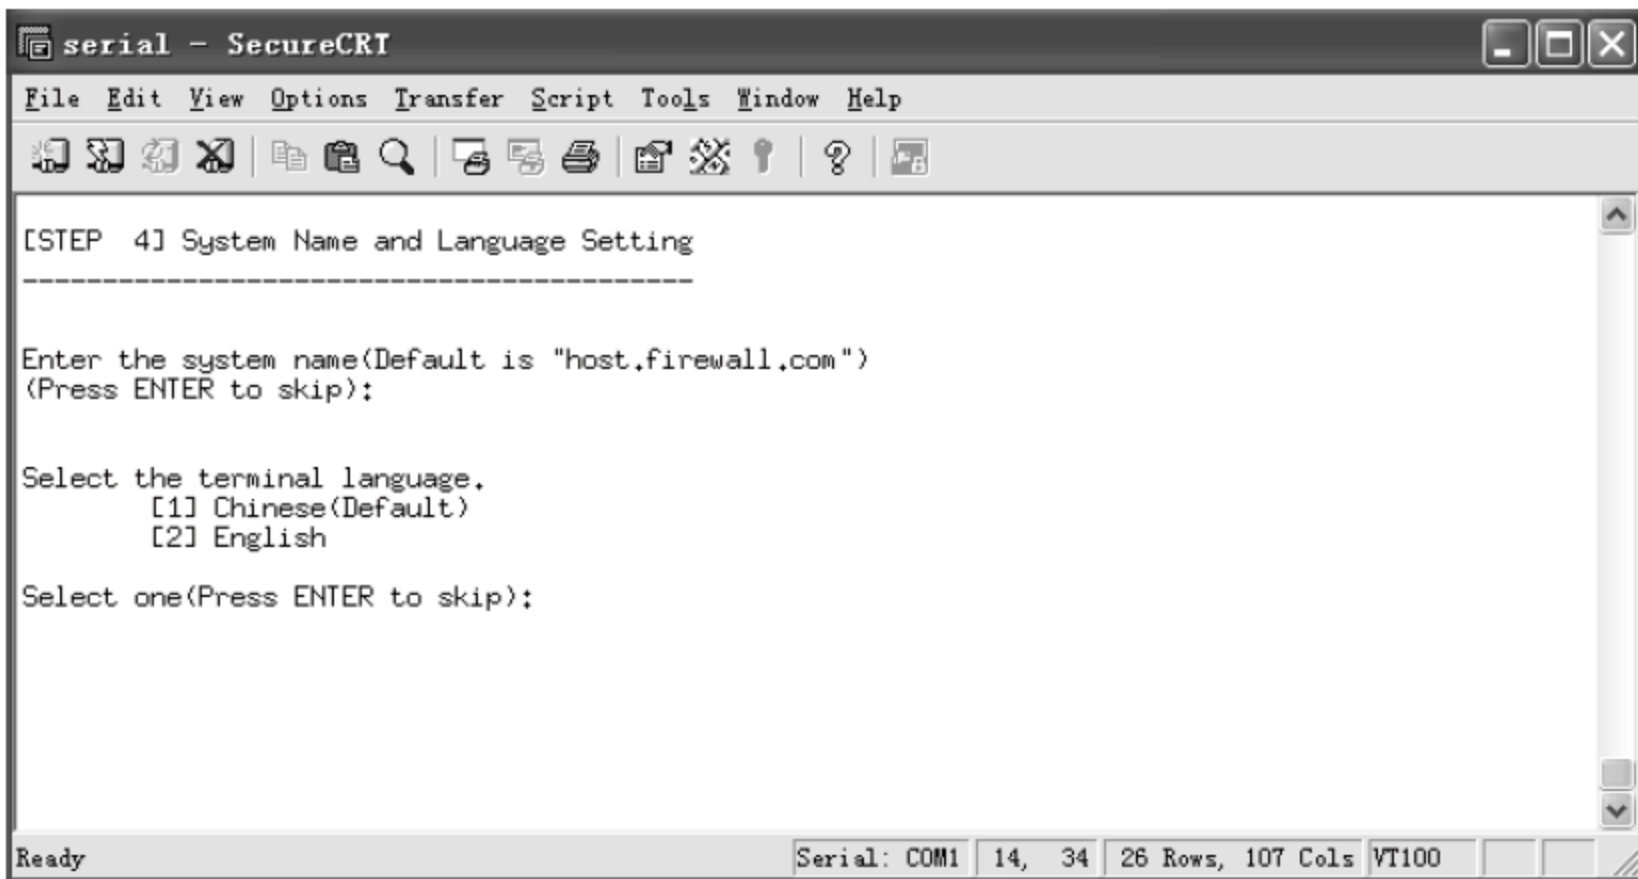 serial - SecureCRT
File Edit View Options Transfer Script Tools Window Help
[STEP  4] System Name and Language Setting
------------------------------------------
Enter the system name(Default is "host.firewall.com")
(Press ENTER to skip):
Select the terminal language.
[1] Chinese(Default)
[2] English
Select one(Press ENTER to skip):
Ready Serial: COM1 14, 34 26 Rows, 107 Cols VT100